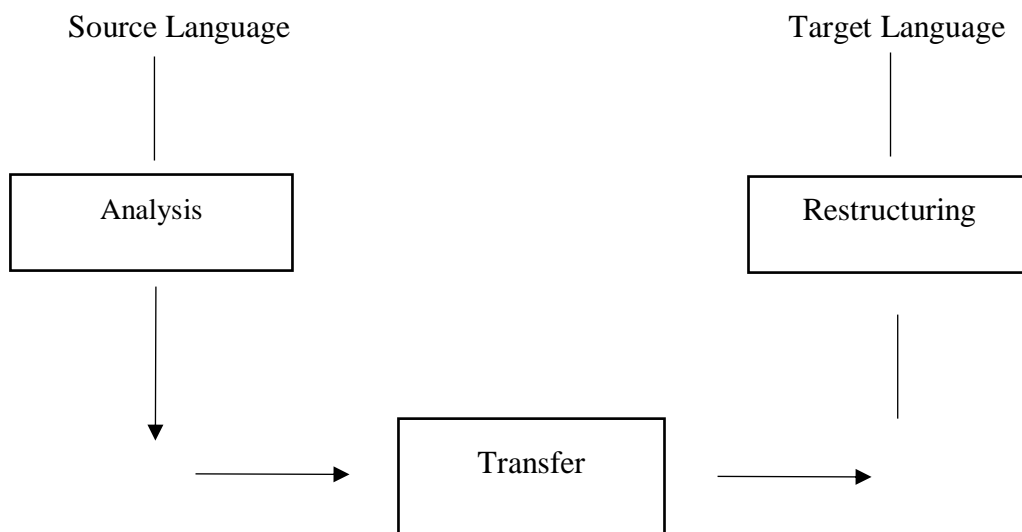 Source Language
Target Language
Analysis
Restructuring
Transfer